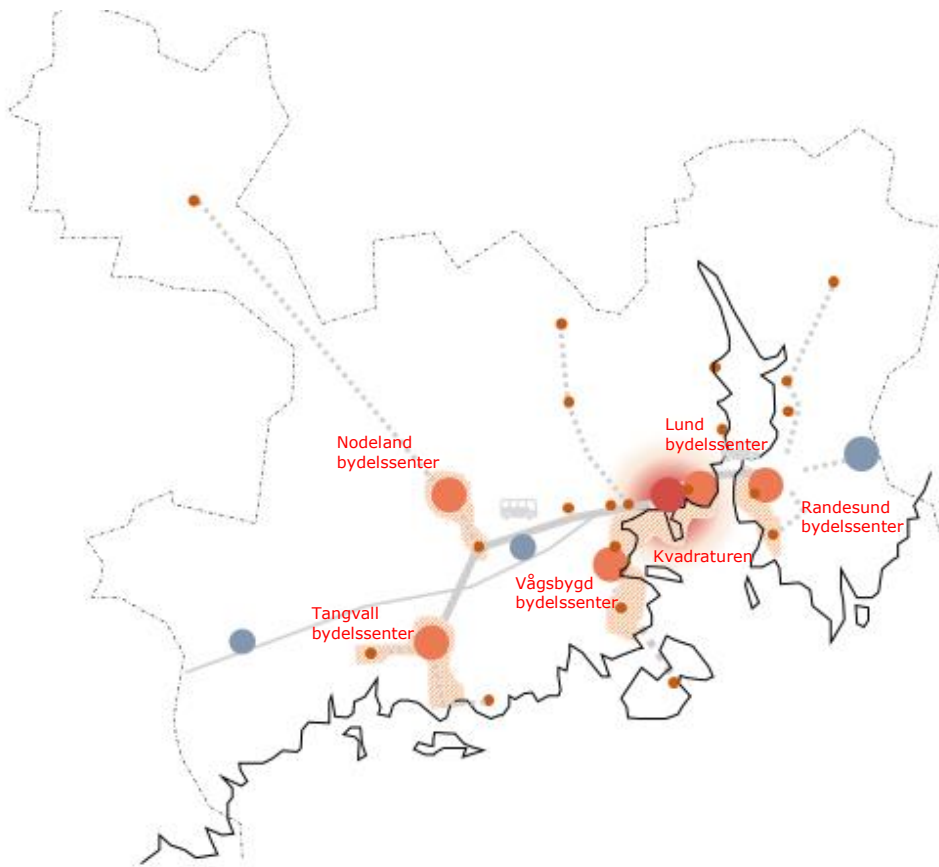 Lund
bydelssenter
Nodeland
bydelssenter
Randesund
bydelssenter
Kvadraturen
Vågsbygd
bydelssenter
Tangvall
bydelssenter